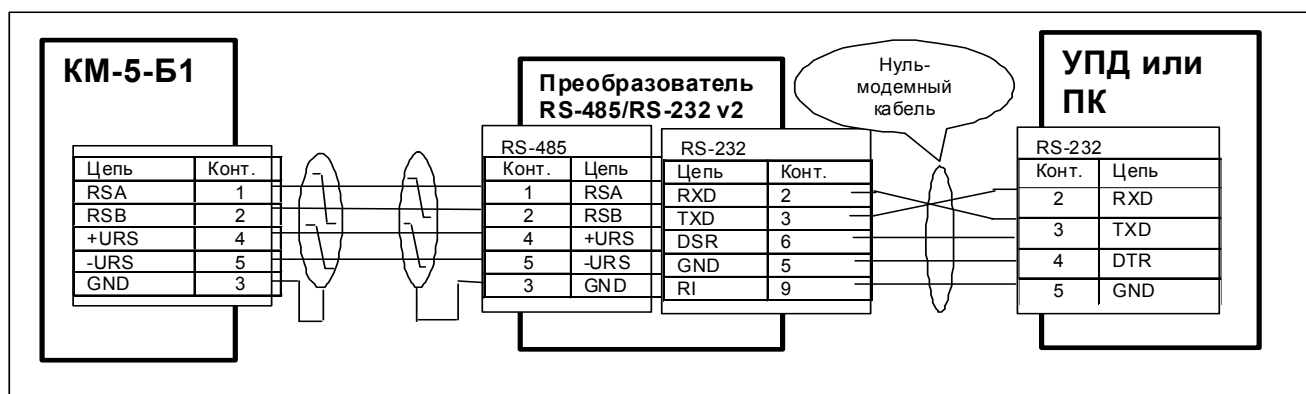 КМ-5-Б1
Цепь Конт.
RSA 1
RSB 2
+URS 4
-URS 5
GND 3
Преобразователь
RS-485/RS-232 v2
RS-485
Конт. Цепь
1 RSA
2 RSB
4 +URS
5 -URS
3 GND
RS-232
Цепь Конт.
RXD 2
TXD 3
DSR 6
GND 5
RI 9
Нуль-
модемный
кабель
УПД или
ПК
RS-232
Конт. Цепь
2 RXD
3 TXD
4 DTR
5 GND